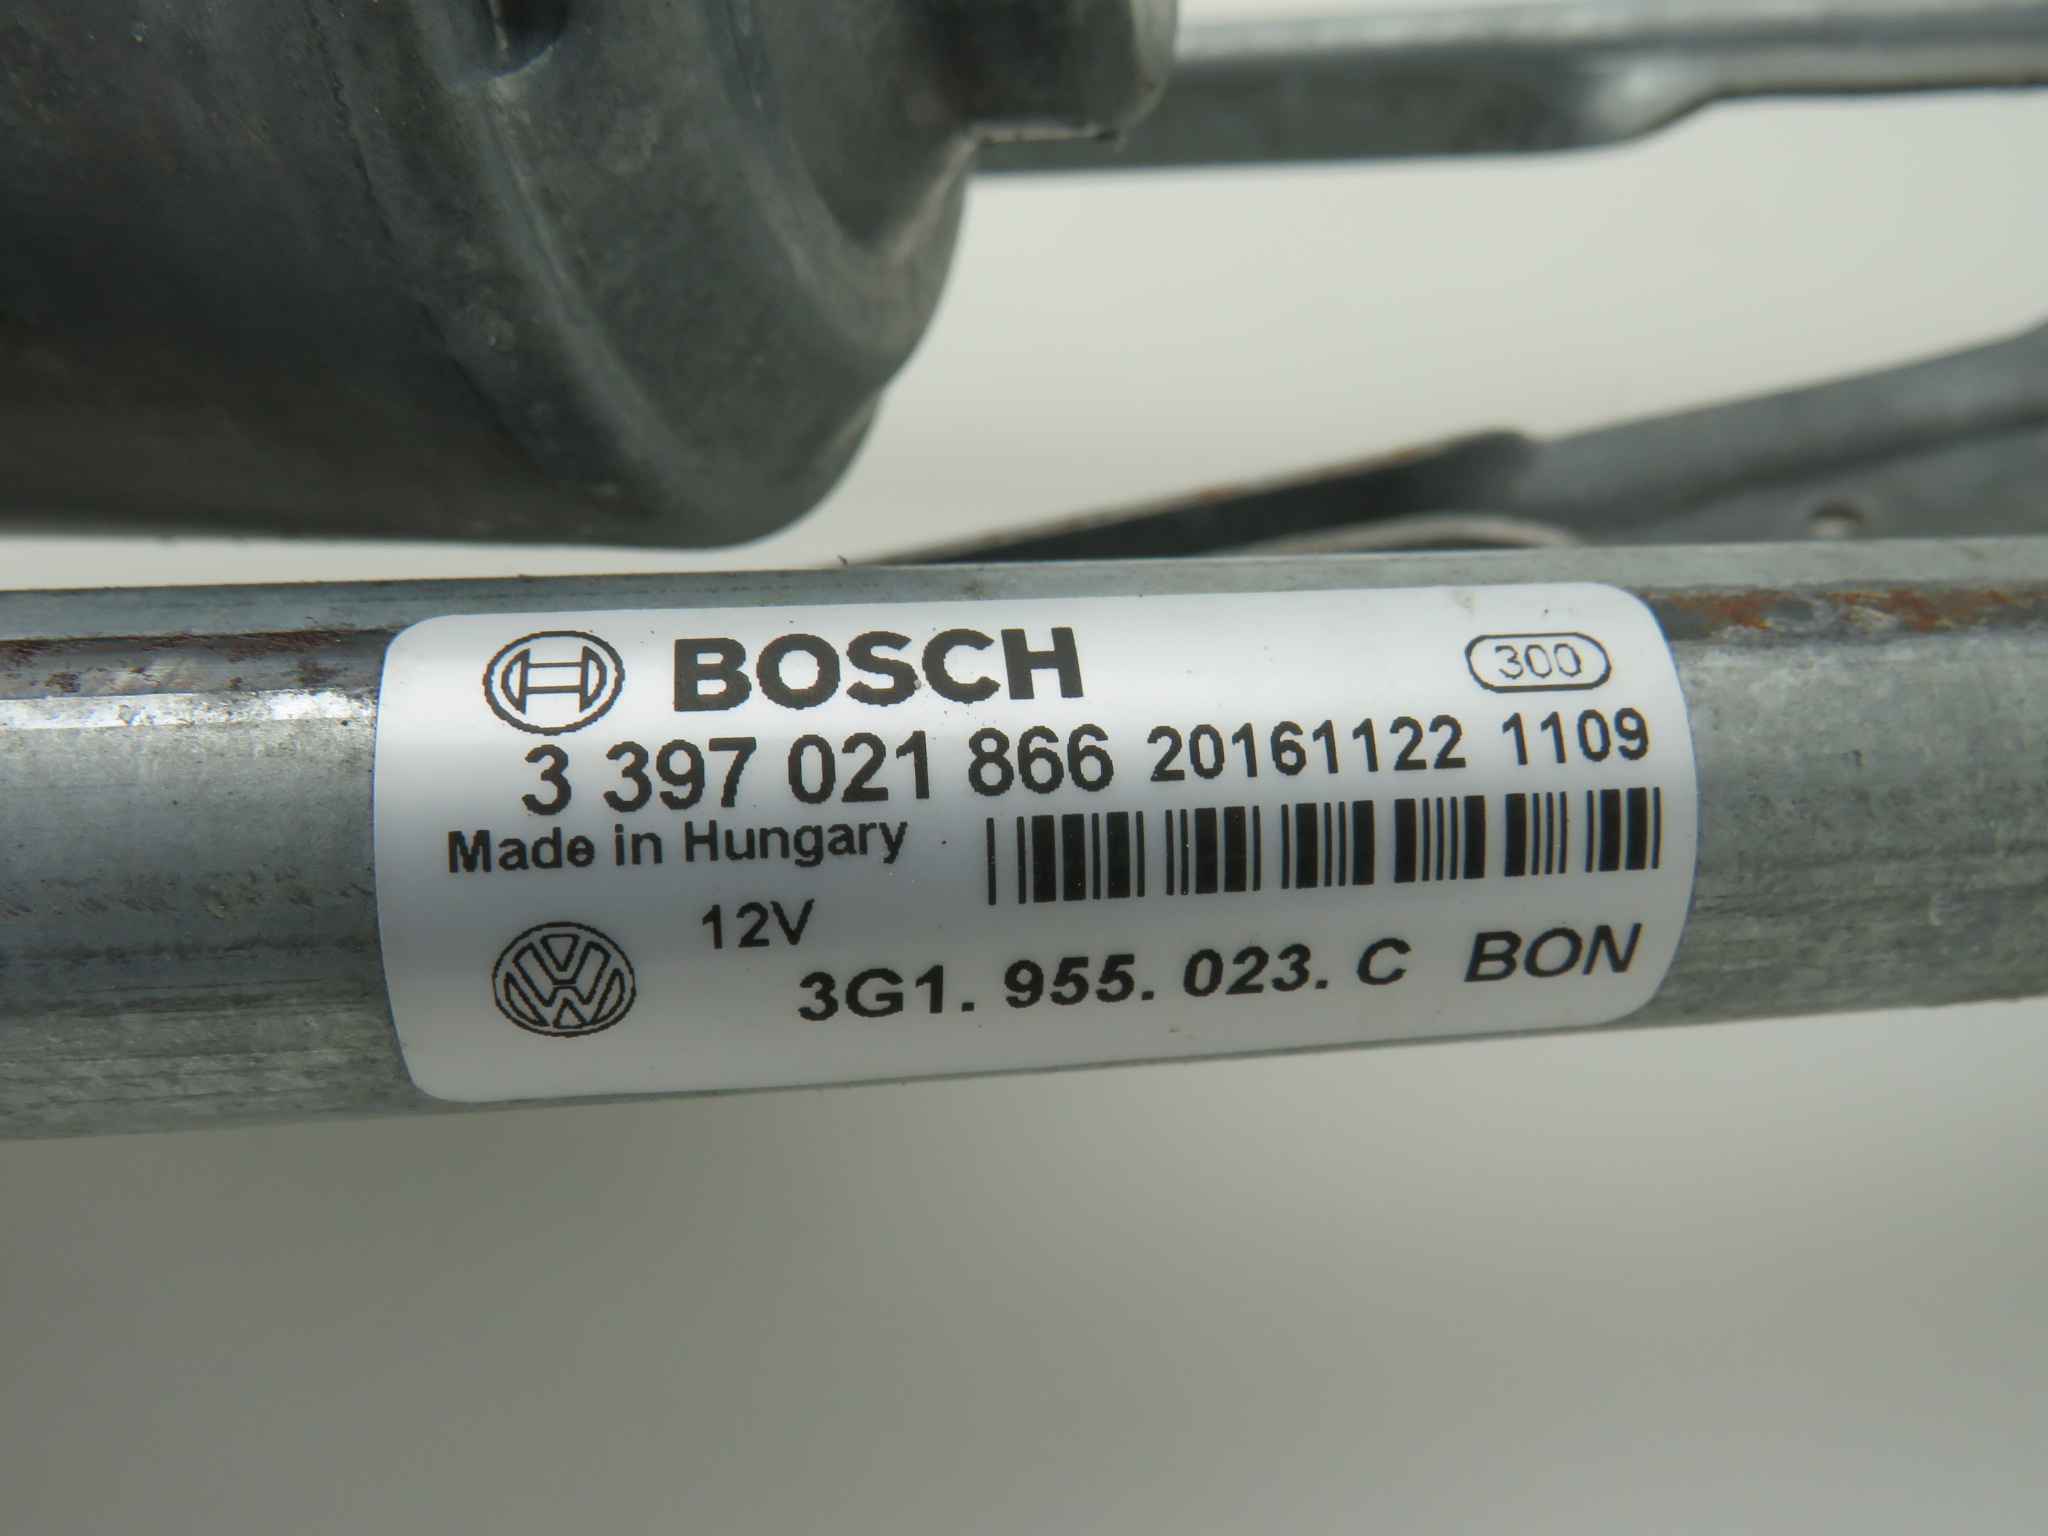 BOSCH 300
3 397 021 866 20161122 1109
Made in Hungary
12V
3G1. 955. 023. C BON